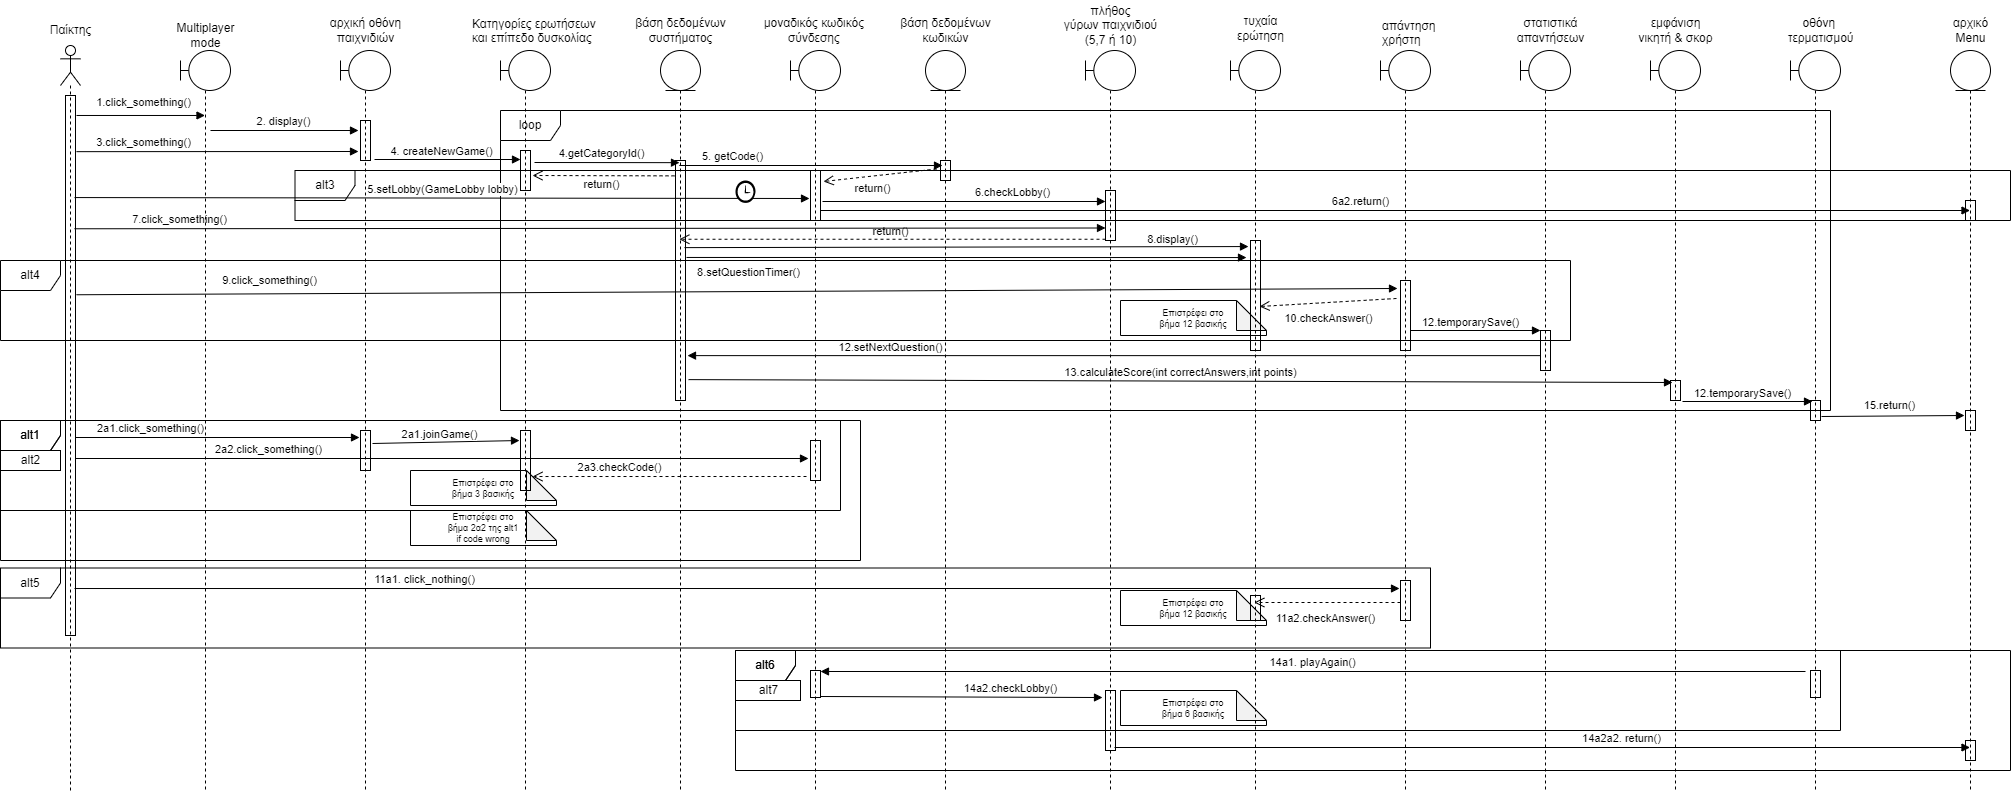 Παίκτης
Multiplayer
mode
αρχική οθόνη
παιχνιδιών
Κατηγορίες ερωτήσεων
και επίπεδο δυσκολίας
βάση δεδομένων
συστήματος
μοναδικός κωδικός
σύνδεσης
βάση δεδομένων
κωδικών
πλήθος
γύρων παιχνιδιού
(5,7 ή 10)
τυχαία
ερώτηση
απάντηση
χρήστη
στατιστικά
απαντήσεων
εμφάνιση
νικητή & σκορ
οθόνη
τερματισμού
αρχικό
Menu
1.click_something()
2. display()
loop
3.click_something()
4. createNewGame()
4.getCategoryId()
5. getCode()
alt3
return()
5.setLobby(GameLobby lobby)
return()
6.checkLobby()
6a2.return()
7.click_something()
return()
8.display()
alt4
8.setQuestionTimer()
9.click_something()
Επιστρέφει στο
βήμα 12 βασικής
10.checkAnswer()
12.temporarySave()
12.setNextQuestion()
13.calculateScore(int correctAnswers,int points)
12.temporarySave()
15.return()
alt1
2a1.click_something()
2a1.joinGame()
alt2
2a2.click_something()
2a3.checkCode()
Επιστρέφει στο
βήμα 3 βασικής
Επιστρέφει στο
βήμα 2α2 της alt1
if code wrong
alt5
11a1. click_nothing()
Επιστρέφει στο
βήμα 12 βασικής
11a2.checkAnswer()
alt6
14a1. playAgain()
alt7
14a2.checkLobby()
Επιστρέφει στο
βήμα 6 βασικής
14a2a2. return()